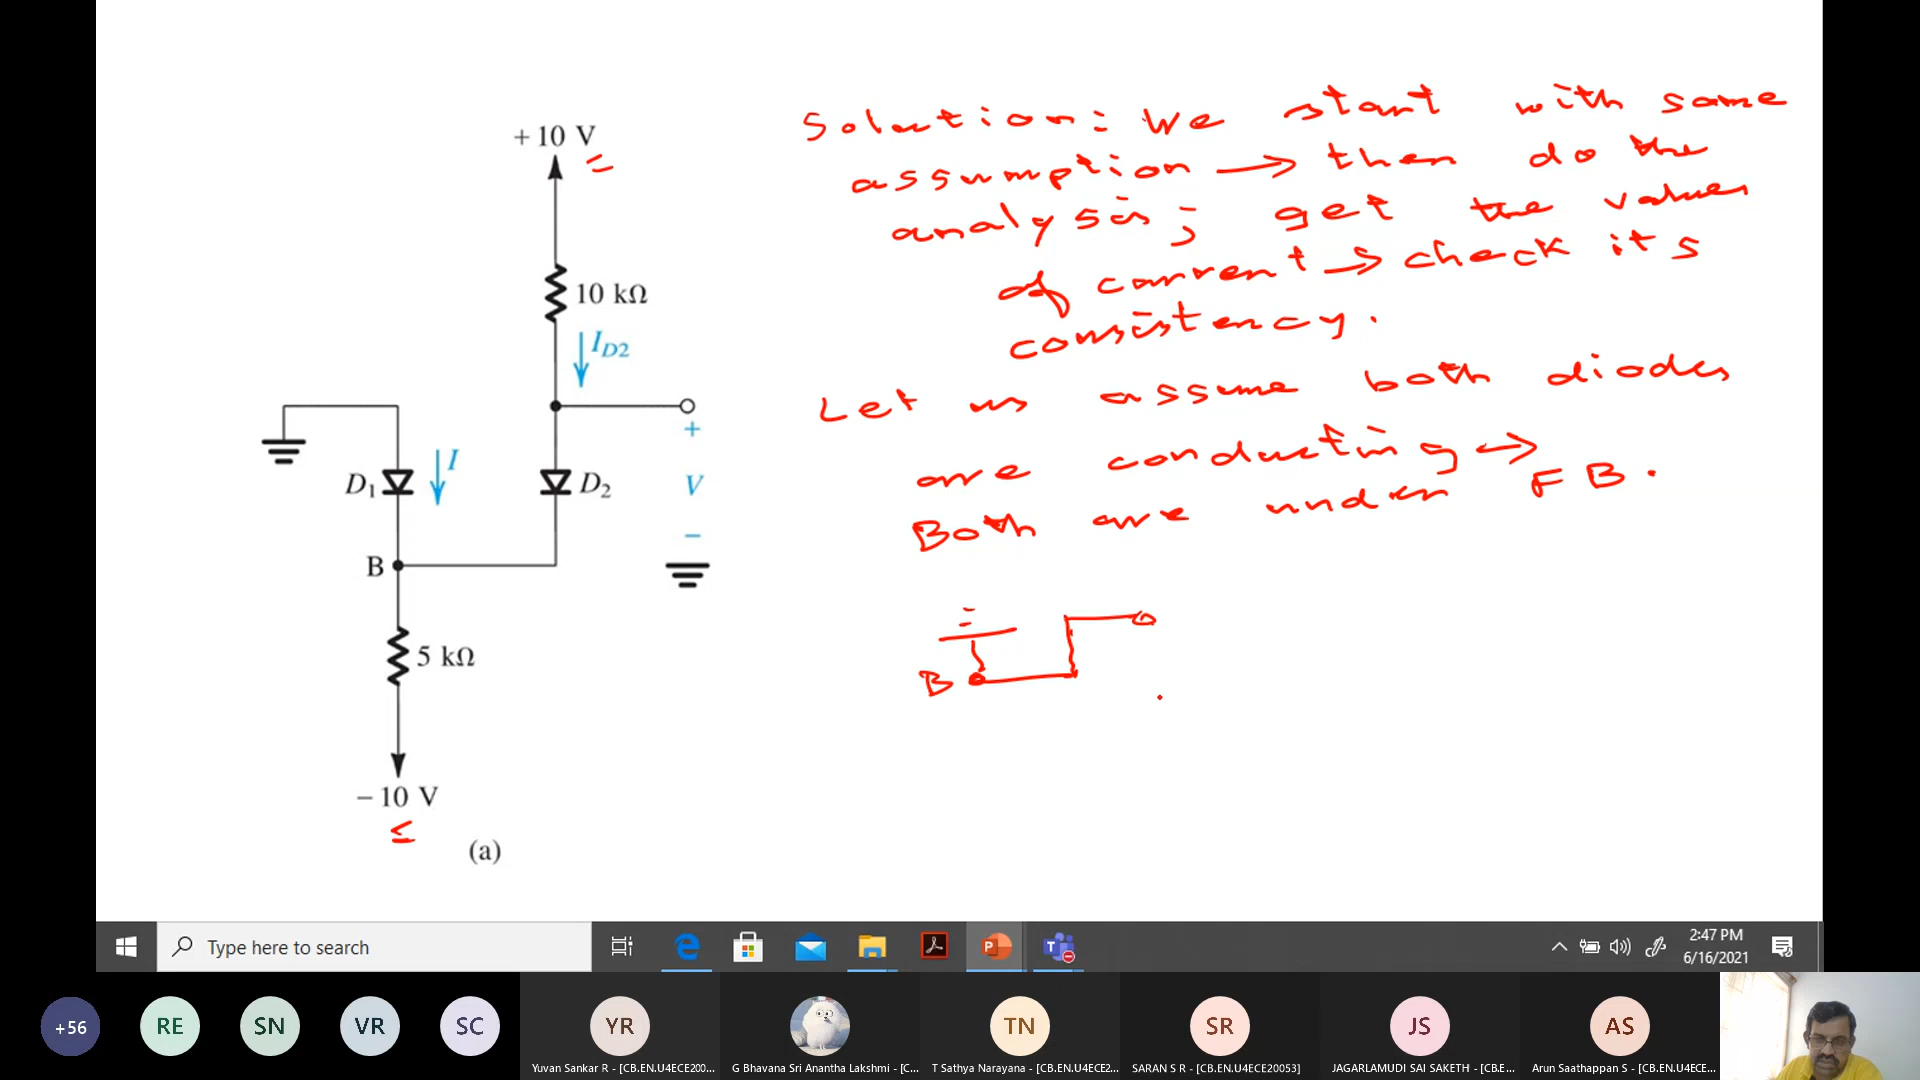 + 10 V
10 kΩ
I_D2
D₁
I
D₂
+
V
−
B
5 kΩ
− 10 V
(a)
Solution: We start with some
assumption → then do the
analysis; get the values
of current → check its
consistency.
Let us assume both diodes
are conducting →
Both are under FB.
B
Type here to search
2:47 PM
6/16/2021
+56
RE
SN
VR
SC
YR
Yuvan Sankar R - [CB.EN.U4ECE200...
G Bhavana Sri Anantha Lakshmi - [C...
TN
T Sathya Narayana - [CB.EN.U4ECE2...
SR
SARAN S R - [CB.EN.U4ECE20053]
JS
JAGARLAMUDI SAI SAKETH - [CB.E...
AS
Arun Saathappan S - [CB.EN.U4ECE...